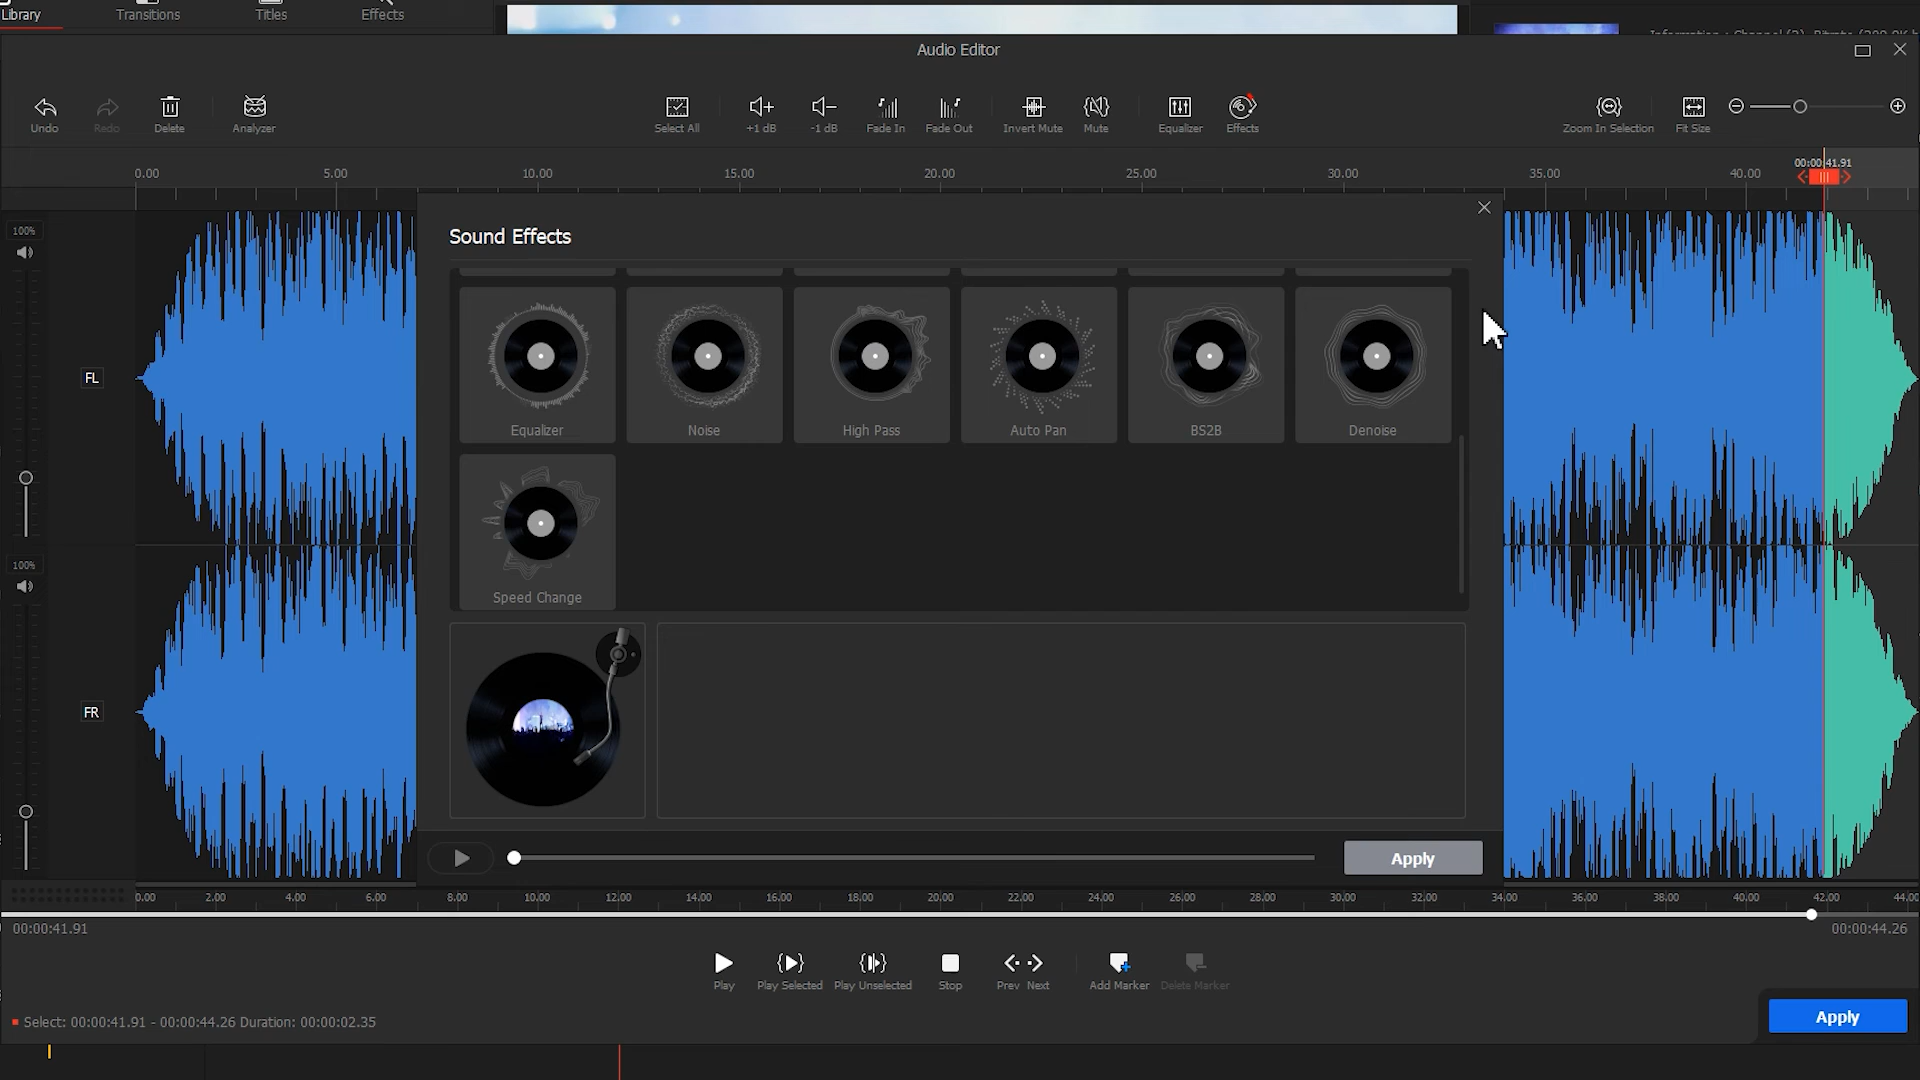 Library Transitions Titles Effects
Audio Editor
Undo Redo Delete Analyzer Select All +1 dB -1 dB Fade In Fade Out Invert Mute Mute Equalizer Effects Zoom In Selection Fit Size
00:00:41.91
0.00 5.00 10.00 15.00 20.00 25.00 30.00 35.00 40.00
Sound Effects
100%
FL
Equalizer Noise High Pass Auto Pan BS2B Denoise
Speed Change
100%
FR
Apply
0.00 2.00 4.00 6.00 8.00 10.00 12.00 14.00 16.00 18.00 20.00 22.00 24.00 26.00 28.00 30.00 32.00 34.00 36.00 38.00 40.00 42.00 44.00
00:00:41.91 00:00:44.26
Play Play Selected Play Unselected Stop Prev Next Add Marker Delete Marker
Select: 00:00:41.91 - 00:00:44.26 Duration: 00:00:02.35
Apply